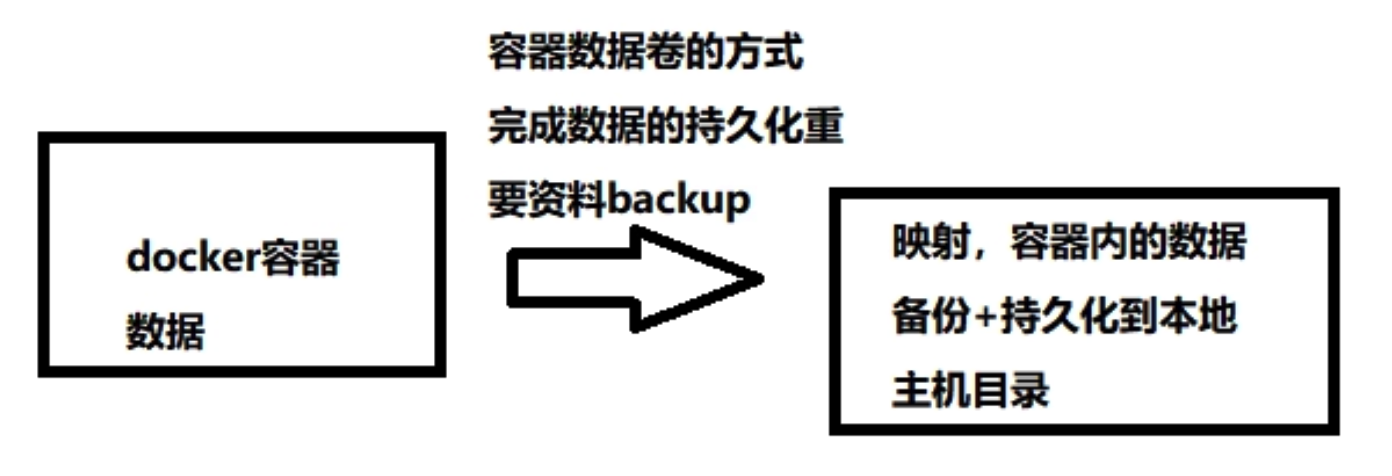 容器数据卷的方式
完成数据的持久化重
要资料backup
docker容器
数据
映射，容器内的数据
备份+持久化到本地
主机目录